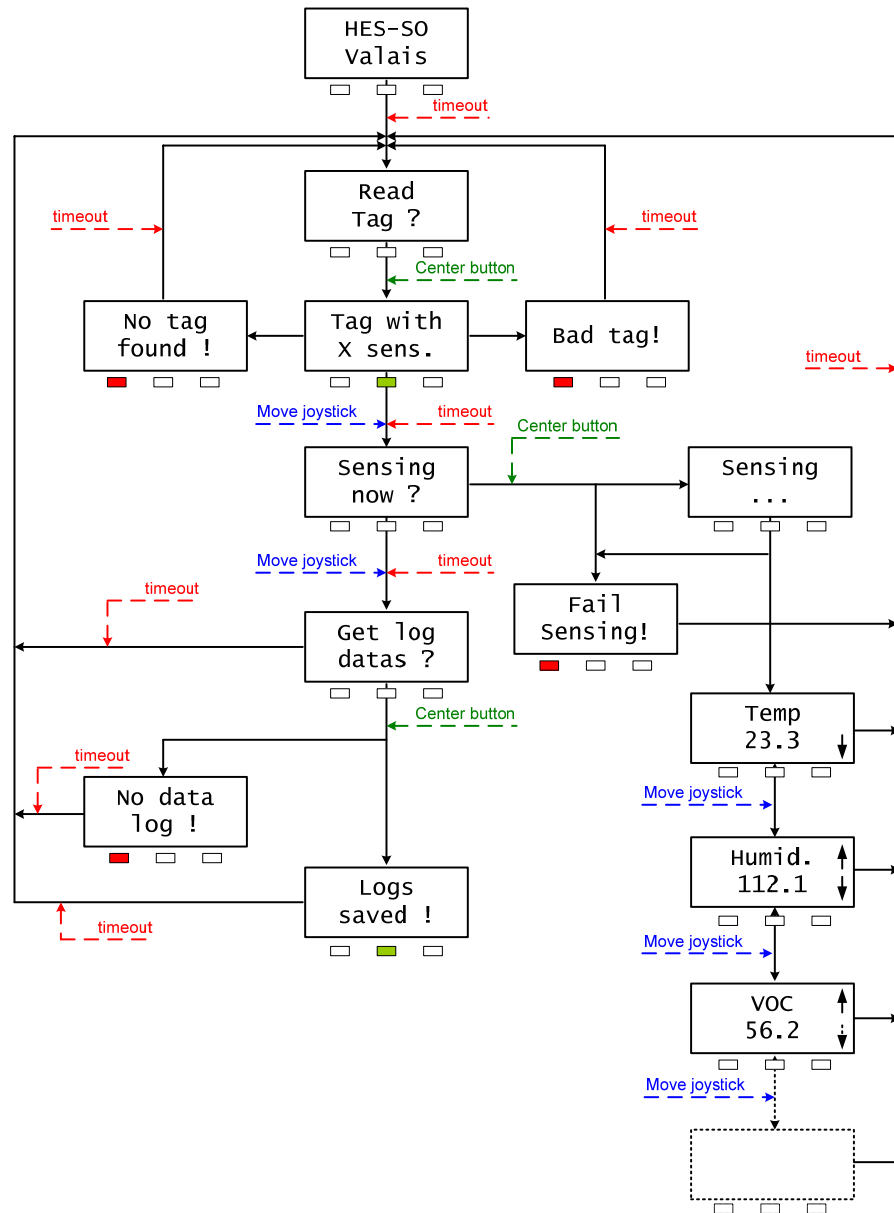 HES-SO
Valais
timeout
Read
Tag ?
timeout
timeout
Center button
No tag
found !
Tag with
X sens.
Bad tag!
timeout
Move joystick
timeout
Center button
Sensing
now ?
Sensing
...
Move joystick
timeout
timeout
Fail
Sensing!
Get log
datas ?
Center button
Temp
23.3
timeout
No data
log !
Move joystick
Humid.
112.1
Logs
saved !
timeout
Move joystick
VOC
56.2
Move joystick